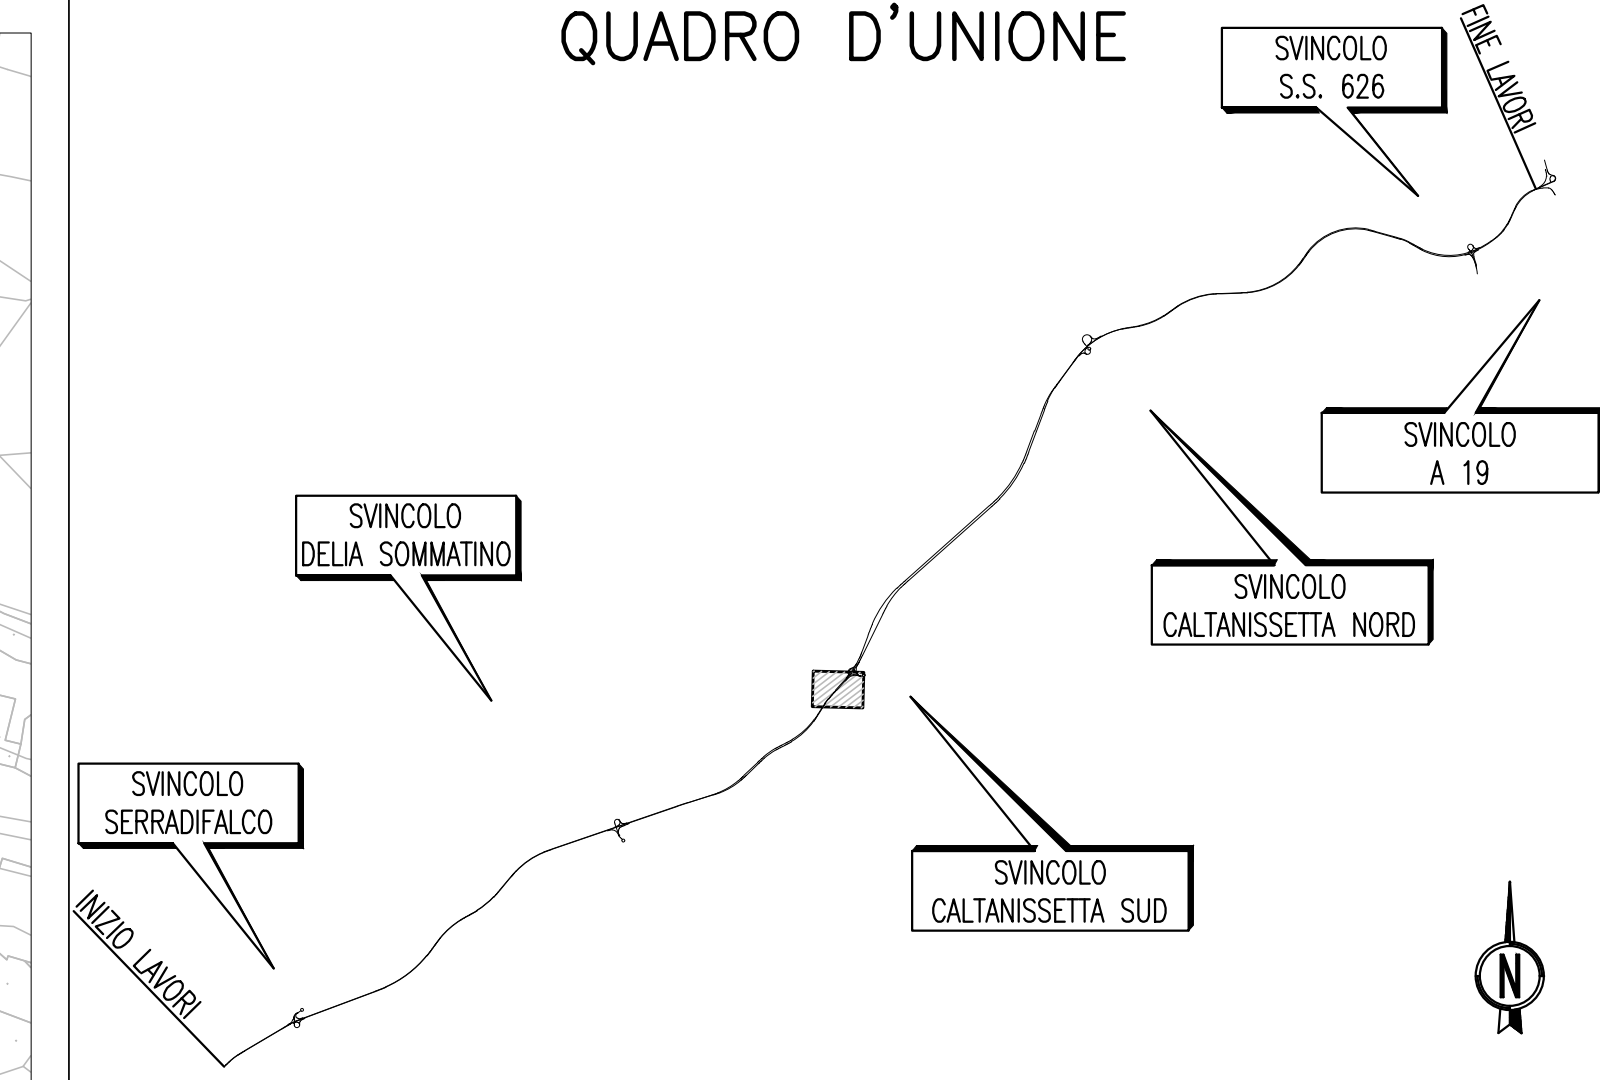 QUADRO D'UNIONE
SVINCOLO
S.S. 626
FINE LAVORI
SVINCOLO
A 19
SVINCOLO
DELIA SOMMATINO
SVINCOLO
CALTANISSETTA NORD
SVINCOLO
SERRADIFALCO
SVINCOLO
CALTANISSETTA SUD
INIZIO LAVORI
N